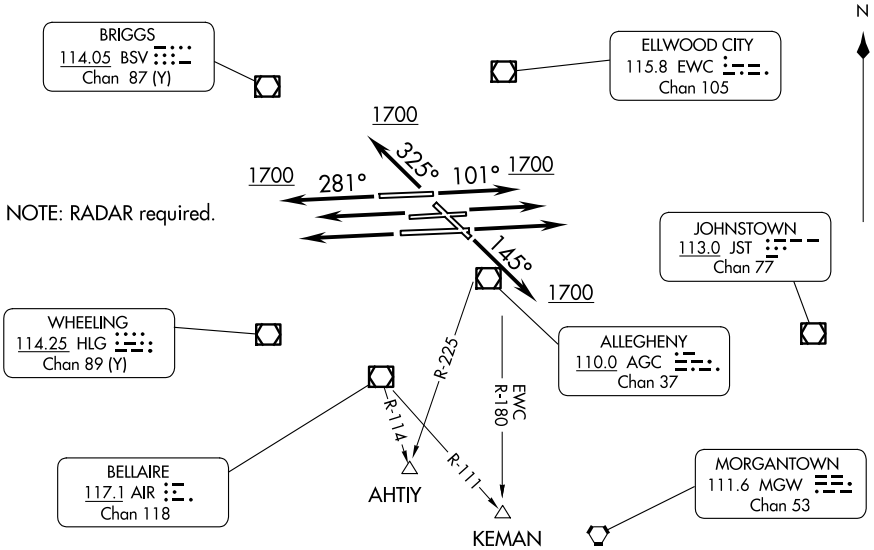 N
BRIGGS
114.05 BSV
Chan 87 (Y)
ELLWOOD CITY
115.8 EWC
Chan 105
1700
325°
1700
281°
101°
1700
NOTE: RADAR required.
JOHNSTOWN
113.0 JST
Chan 77
145°
1700
WHEELING
114.25 HLG
Chan 89 (Y)
ALLEGHENY
110.0 AGC
Chan 37
R-225
EWC
R-180
R-114
R-111
BELLAIRE
117.1 AIR
Chan 118
AHTIY
MORGANTOWN
111.6 MGW
Chan 53
KEMAN